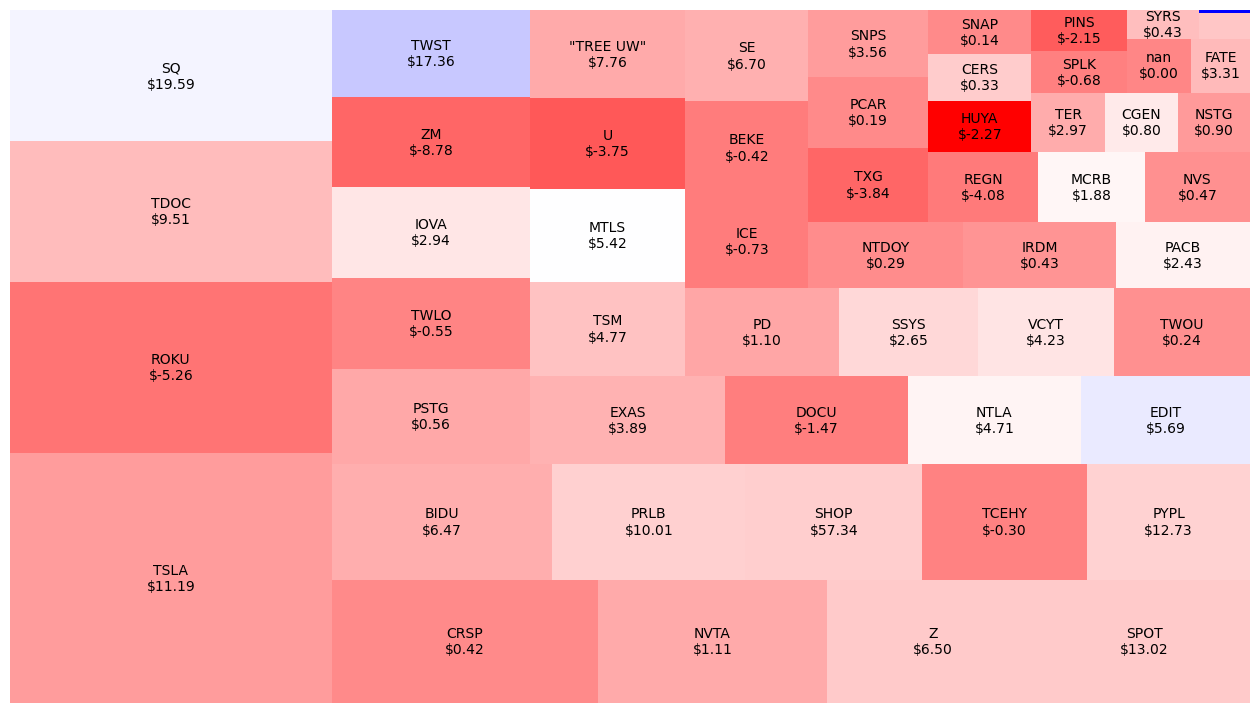 SQ
$19.59
TDOC
$9.51
ROKU
$-5.26
TSLA
$11.19
TWST
$17.36
ZM
$-8.78
IOVA
$2.94
TWLO
$-0.55
PSTG
$0.56
BIDU
$6.47
CRSP
$0.42
"TREE UW"
$7.76
U
$-3.75
MTLS
$5.42
TSM
$4.77
EXAS
$3.89
PRLB
$10.01
NVTA
$1.11
SE
$6.70
BEKE
$-0.42
ICE
$-0.73
PD
$1.10
DOCU
$-1.47
SHOP
$57.34
Z
$6.50
SNPS
$3.56
PCAR
$0.19
TXG
$-3.84
NTDOY
$0.29
SSYS
$2.65
NTLA
$4.71
TCEHY
$-0.30
SPOT
$13.02
SNAP
$0.14
CERS
$0.33
HUYA
$-2.27
REGN
$-4.08
IRDM
$0.43
VCYT
$4.23
EDIT
$5.69
PYPL
$12.73
PINS
$-2.15
SPLK
$-0.68
TER
$2.97
MCRB
$1.88
PACB
$2.43
TWOU
$0.24
SYRS
$0.43
nan
$0.00
FATE
$3.31
CGEN
$0.80
NSTG
$0.90
NVS
$0.47